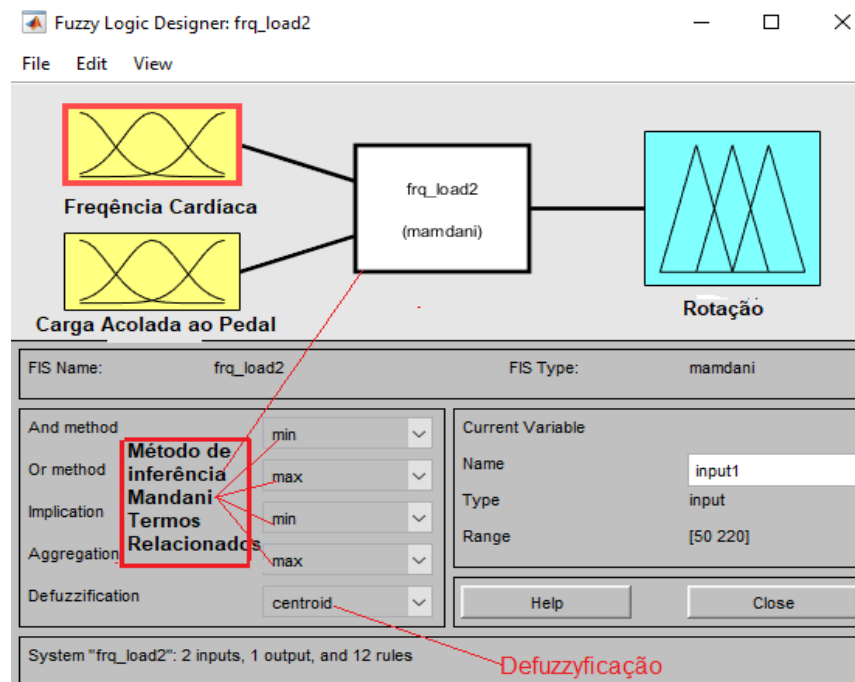 Fuzzy Logic Designer: frq_load2
File Edit View
Freqência Cardíaca
Carga Acolada ao Pedal
frq_load2
(mamdani)
Rotação
FIS Name: frq_load2 FIS Type: mamdani
And method min
Or method max
Implication min
Aggregation max
Defuzzification centroid
Método de
inferência
Mandani
Termos
Relacionados
Current Variable
Name input1
Type input
Range [50 220]
Help Close
System "frq_load2": 2 inputs, 1 output, and 12 rules
Defuzzyficação